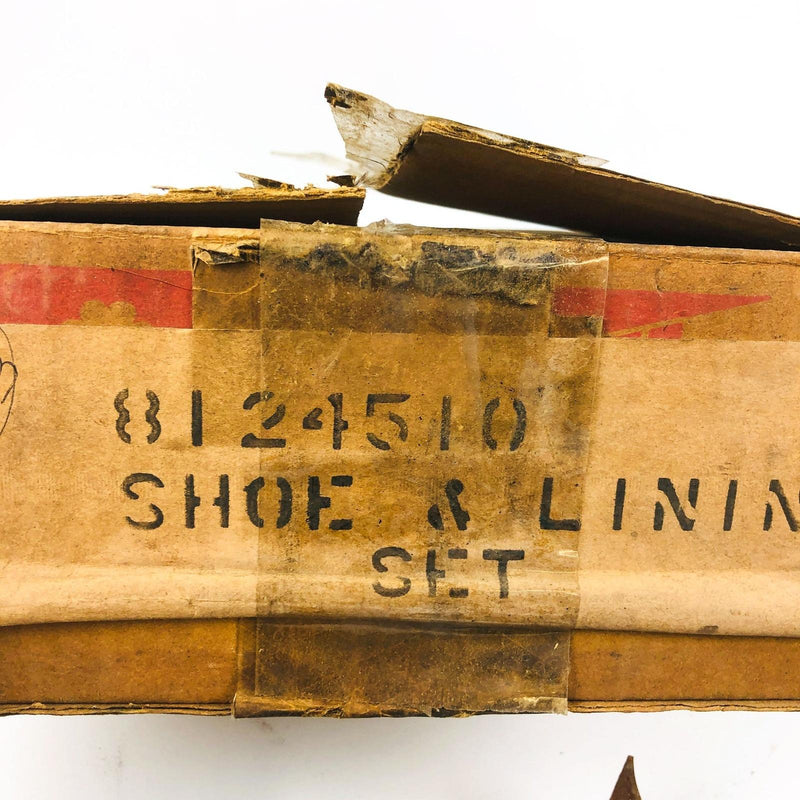 8124510
SHOE & LININ
SET